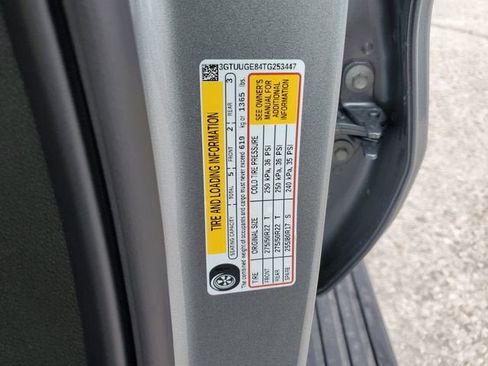 3GTUUGE84TG253447
TIRE AND LOADING INFORMATION
SEATING CAPACITY TOTAL 5 FRONT 2 REAR 3
The combined weight of occupants and cargo must never exceed 619 kg or 1365 lbs.
TIRE ORIGINAL SIZE COLD TIRE PRESSURE
FRONT 275/50R22 T 250 kPa, 36 PSI
REAR 275/50R22 T 250 kPa, 36 PSI
SPARE 255/80R17 S 240 kPa, 35 PSI
SEE OWNER'S
MANUAL FOR
ADDITIONAL
INFORMATION